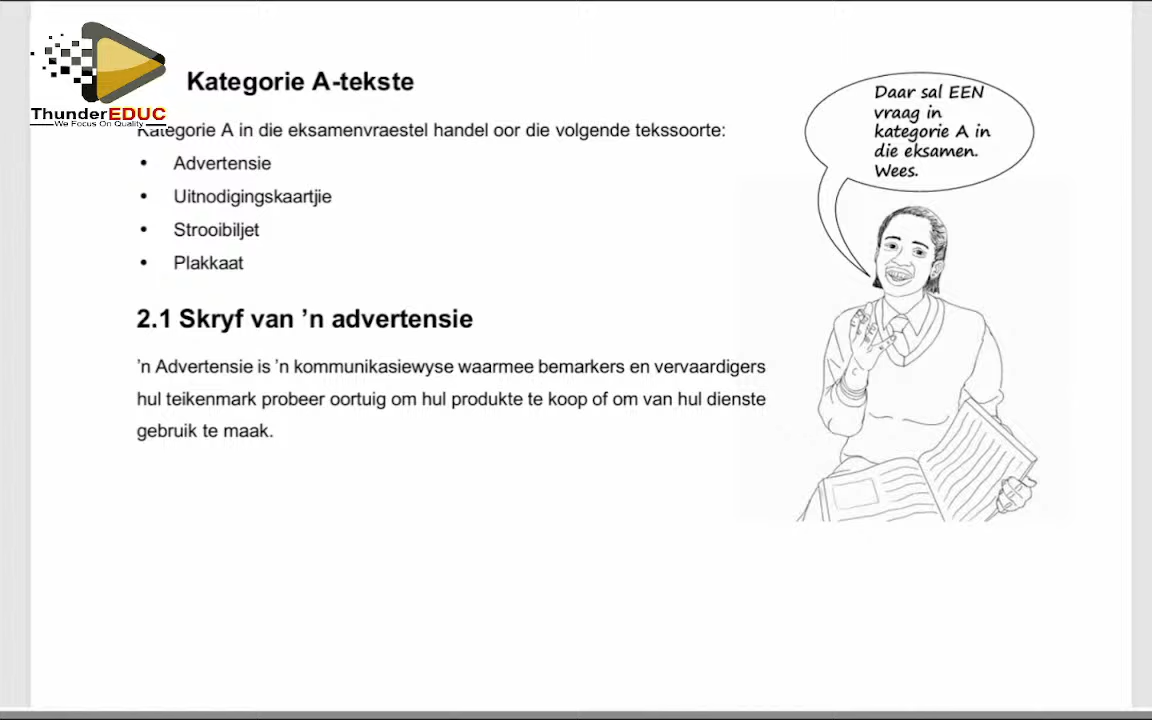 ThunderEDUC
We Focus On Quality
Kategorie A-tekste
Kategorie A in die eksamenvraestel handel oor die volgende tekssoorte:
• Advertensie
• Uitnodigingskaartjie
• Strooibiljet
• Plakkaat
2.1 Skryf van ’n advertensie
’n Advertensie is ’n kommunikasiewyse waarmee bemarkers en vervaardigers
hul teikenmark probeer oortuig om hul produkte te koop of om van hul dienste
gebruik te maak.
Daar sal EEN
vraag in
kategorie A in
die eksamen.
Wees.